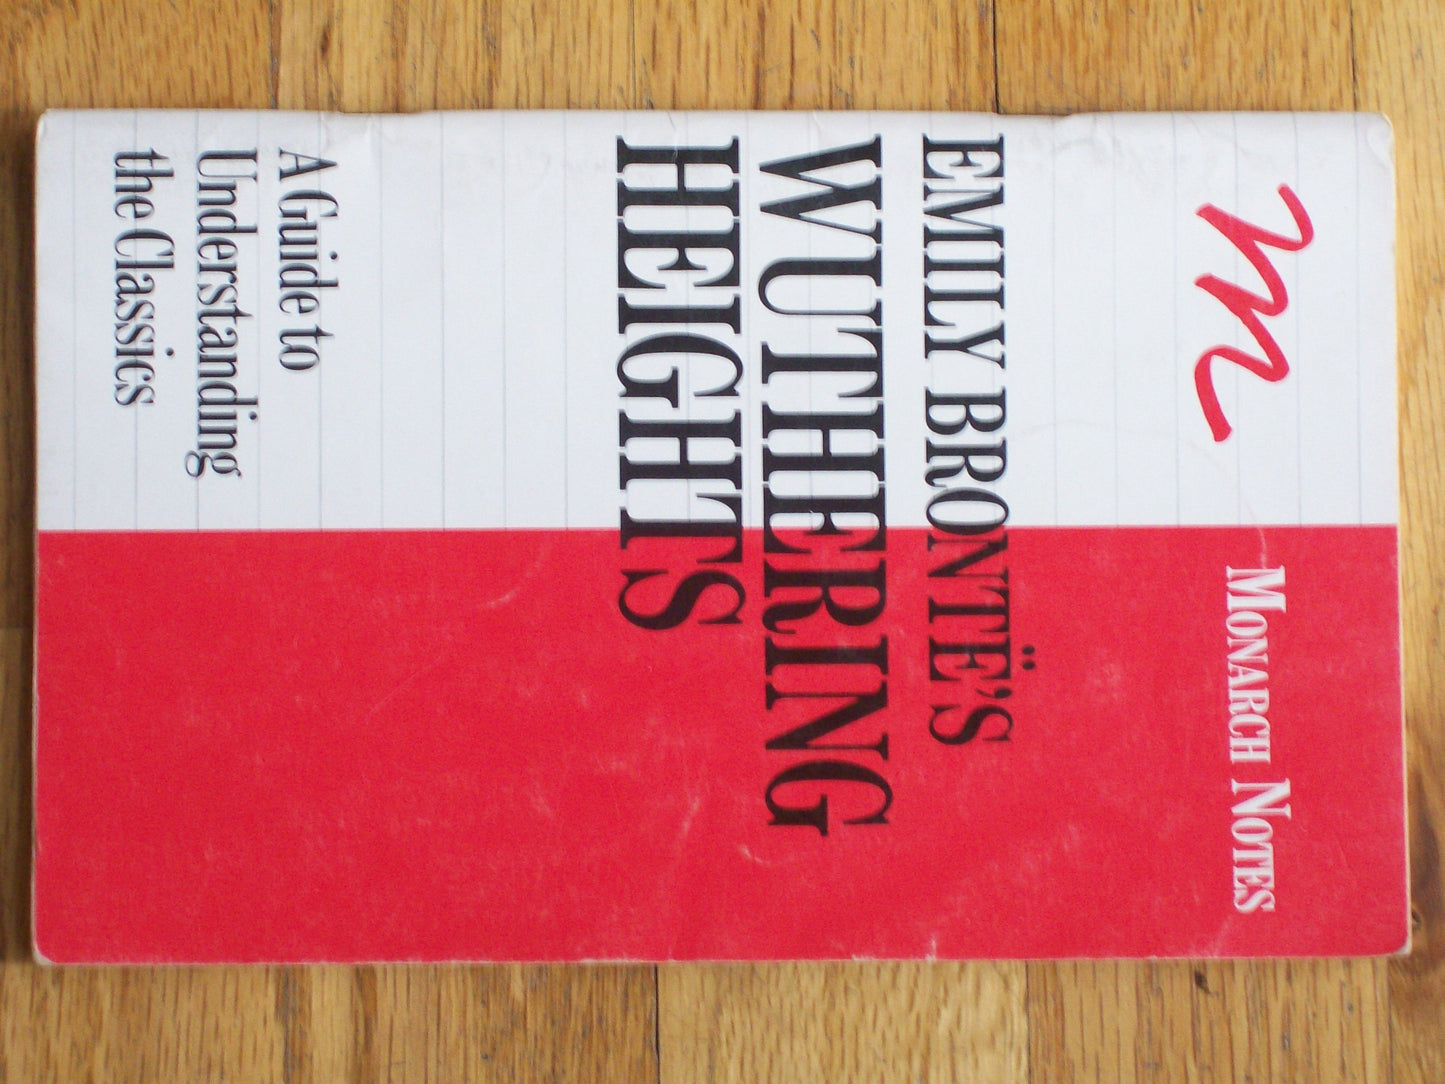 m
MONARCH NOTES
EMILY BRONTË'S
WUTHERING
HEIGHTS
A Guide to
Understanding
the Classics